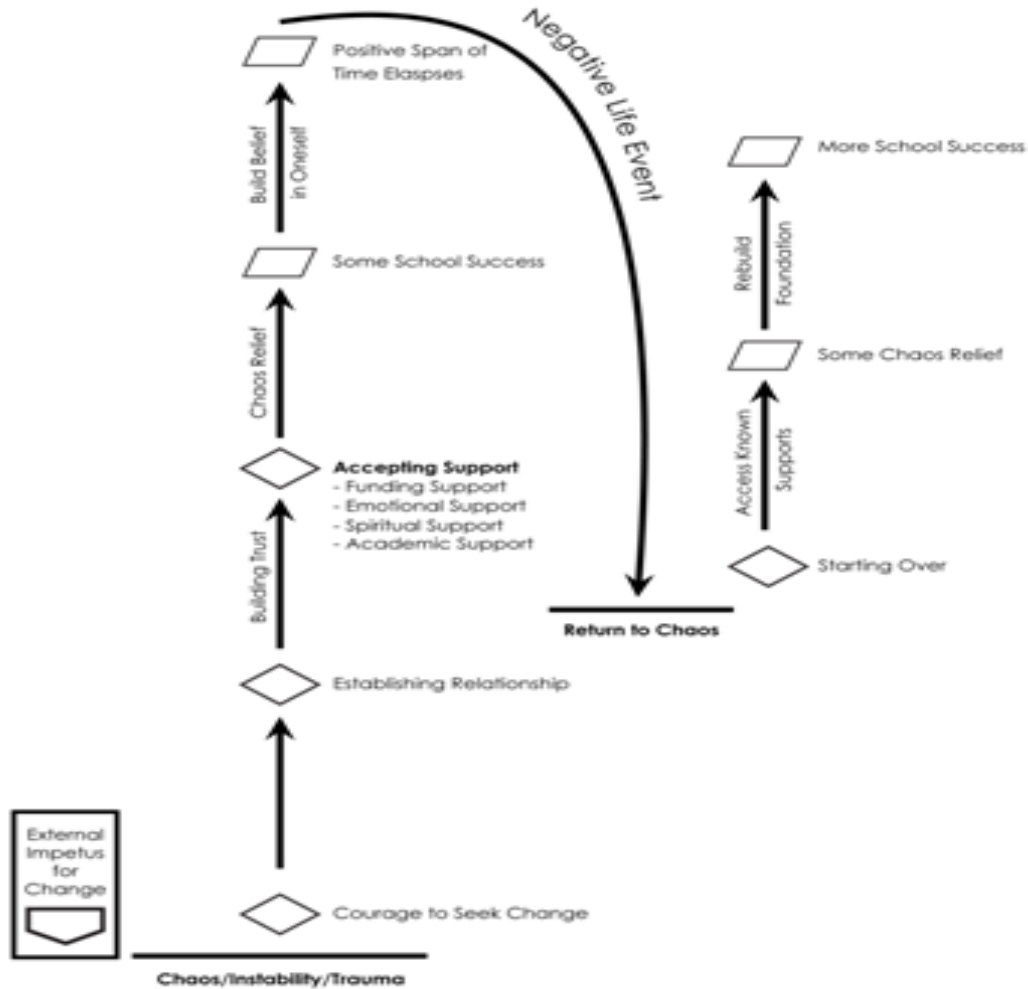 Positive Span of
Time Elaspses
Build Belief
in Oneself
Some School Success
Chaos Relief
Accepting Support
- Funding Support
- Emotional Support
- Spiritual Support
- Academic Support
Building Trust
Establishing Relationship
External
Impetus
for
Change
Courage to Seek Change
Chaos/Instability/Trauma
Negative Life Event
Return to Chaos
More School Success
Rebuild
Foundation
Some Chaos Relief
Access Known
Supports
Starting Over